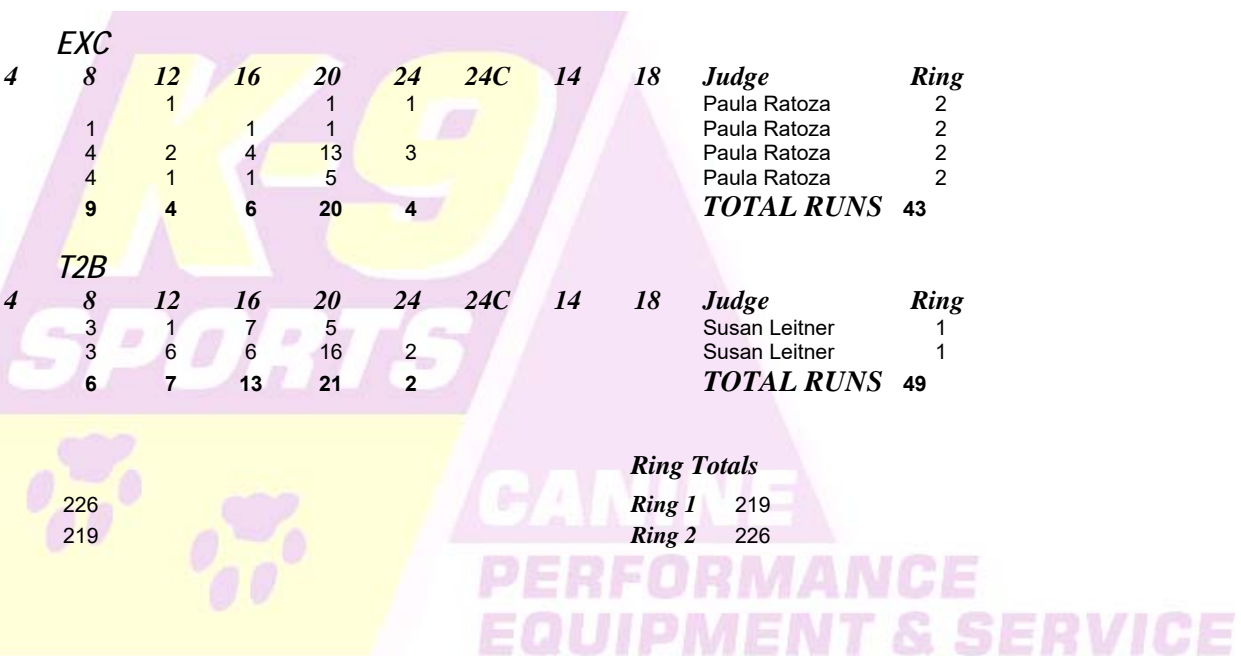 EXC
4 8 12 16 20 24 24C 14 18 Judge Ring
1 1 1 Paula Ratoza 2
1 1 1 Paula Ratoza 2
4 2 4 13 3 Paula Ratoza 2
4 1 1 5 Paula Ratoza 2
9 4 6 20 4 TOTAL RUNS 43
T2B
4 8 12 16 20 24 24C 14 18 Judge Ring
3 1 7 5 Susan Leitner 1
3 6 6 16 2 Susan Leitner 1
6 7 13 21 2 TOTAL RUNS 49
Ring Totals
226 Ring 1 219
219 Ring 2 226
K-9
SPORTS
CANINE
PERFORMANCE
EQUIPMENT & SERVICE